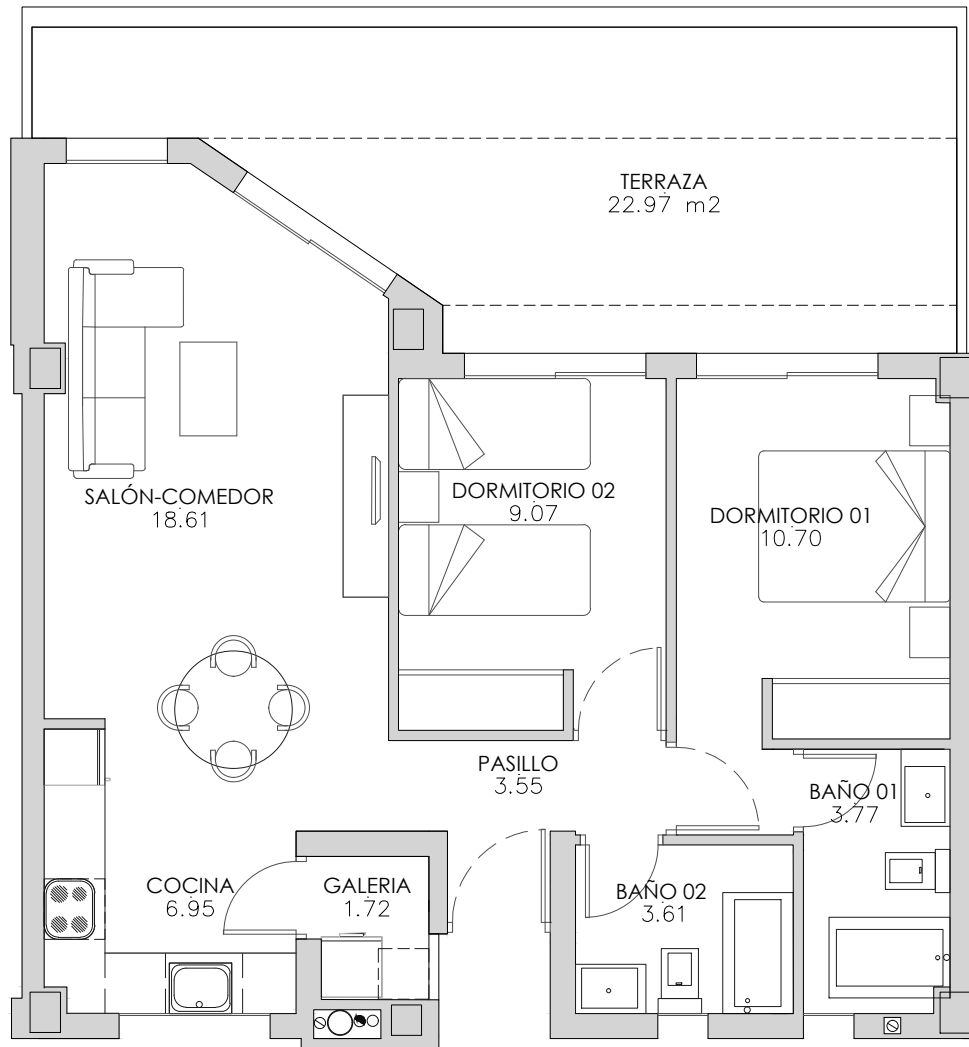 TERRAZA
22.97 m2
SALÓN-COMEDOR
18.61
DORMITORIO 02
9.07
DORMITORIO 01
10.70
PASILLO
3.55
BAÑO 01
3.77
COCINA
6.95
GALERIA
1.72
BAÑO 02
3.61